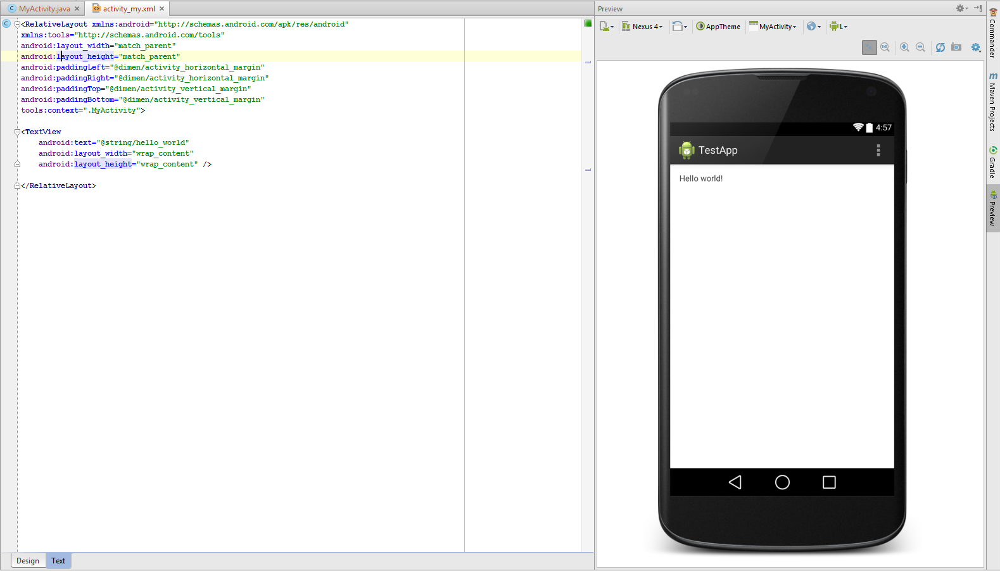 MyActivity.java
activity_my.xml
<RelativeLayout xmlns:android="http://schemas.android.com/apk/res/android"
xmlns:tools="http://schemas.android.com/tools"
android:layout_width="match_parent"
android:layout_height="match_parent"
android:paddingLeft="@dimen/activity_horizontal_margin"
android:paddingRight="@dimen/activity_horizontal_margin"
android:paddingTop="@dimen/activity_vertical_margin"
android:paddingBottom="@dimen/activity_vertical_margin"
tools:context=".MyActivity">
<TextView
android:text="@string/hello_world"
android:layout_width="wrap_content"
android:layout_height="wrap_content" />
</RelativeLayout>
Design
Text
Preview
Nexus 4
AppTheme
MyActivity
L
1:1
4:57
TestApp
Hello world!
Commander
Maven Projects
Gradle
Preview